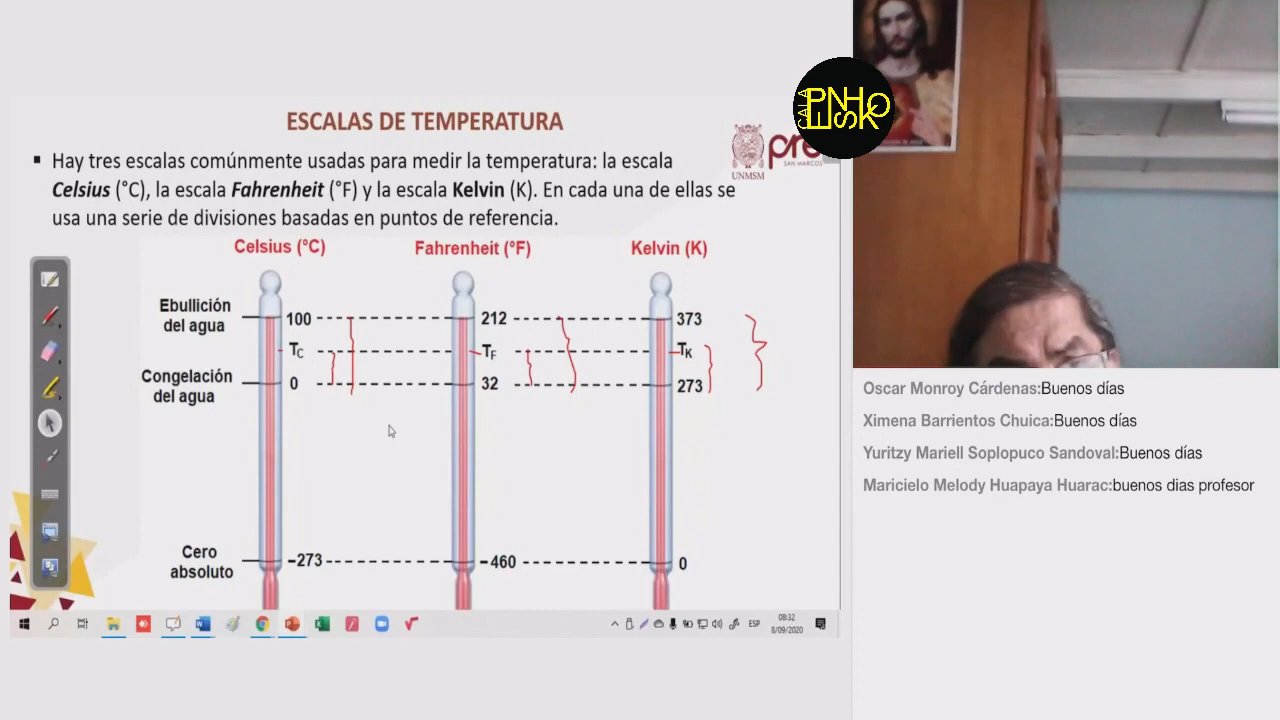 ESCALAS DE TEMPERATURA
▪ Hay tres escalas comúnmente usadas para medir la temperatura: la escala
Celsius (°C), la escala Fahrenheit (°F) y la escala Kelvin (K). En cada una de ellas se
usa una serie de divisiones basadas en puntos de referencia.
UNMSM
pre
SAN MARCOS
Celsius (°C)
Fahrenheit (°F)
Kelvin (K)
Ebullición
del agua
100
212
373
TC
TF
TK
Congelación
del agua
0
32
273
Cero
absoluto
-273
-460
0
ESP
08:32
8/09/2020
Oscar Monroy Cárdenas:Buenos días
Ximena Barrientos Chuica:Buenos días
Yuritzy Mariell Soplopuco Sandoval:Buenos días
Maricielo Melody Huapaya Huarac:buenos dias profesor